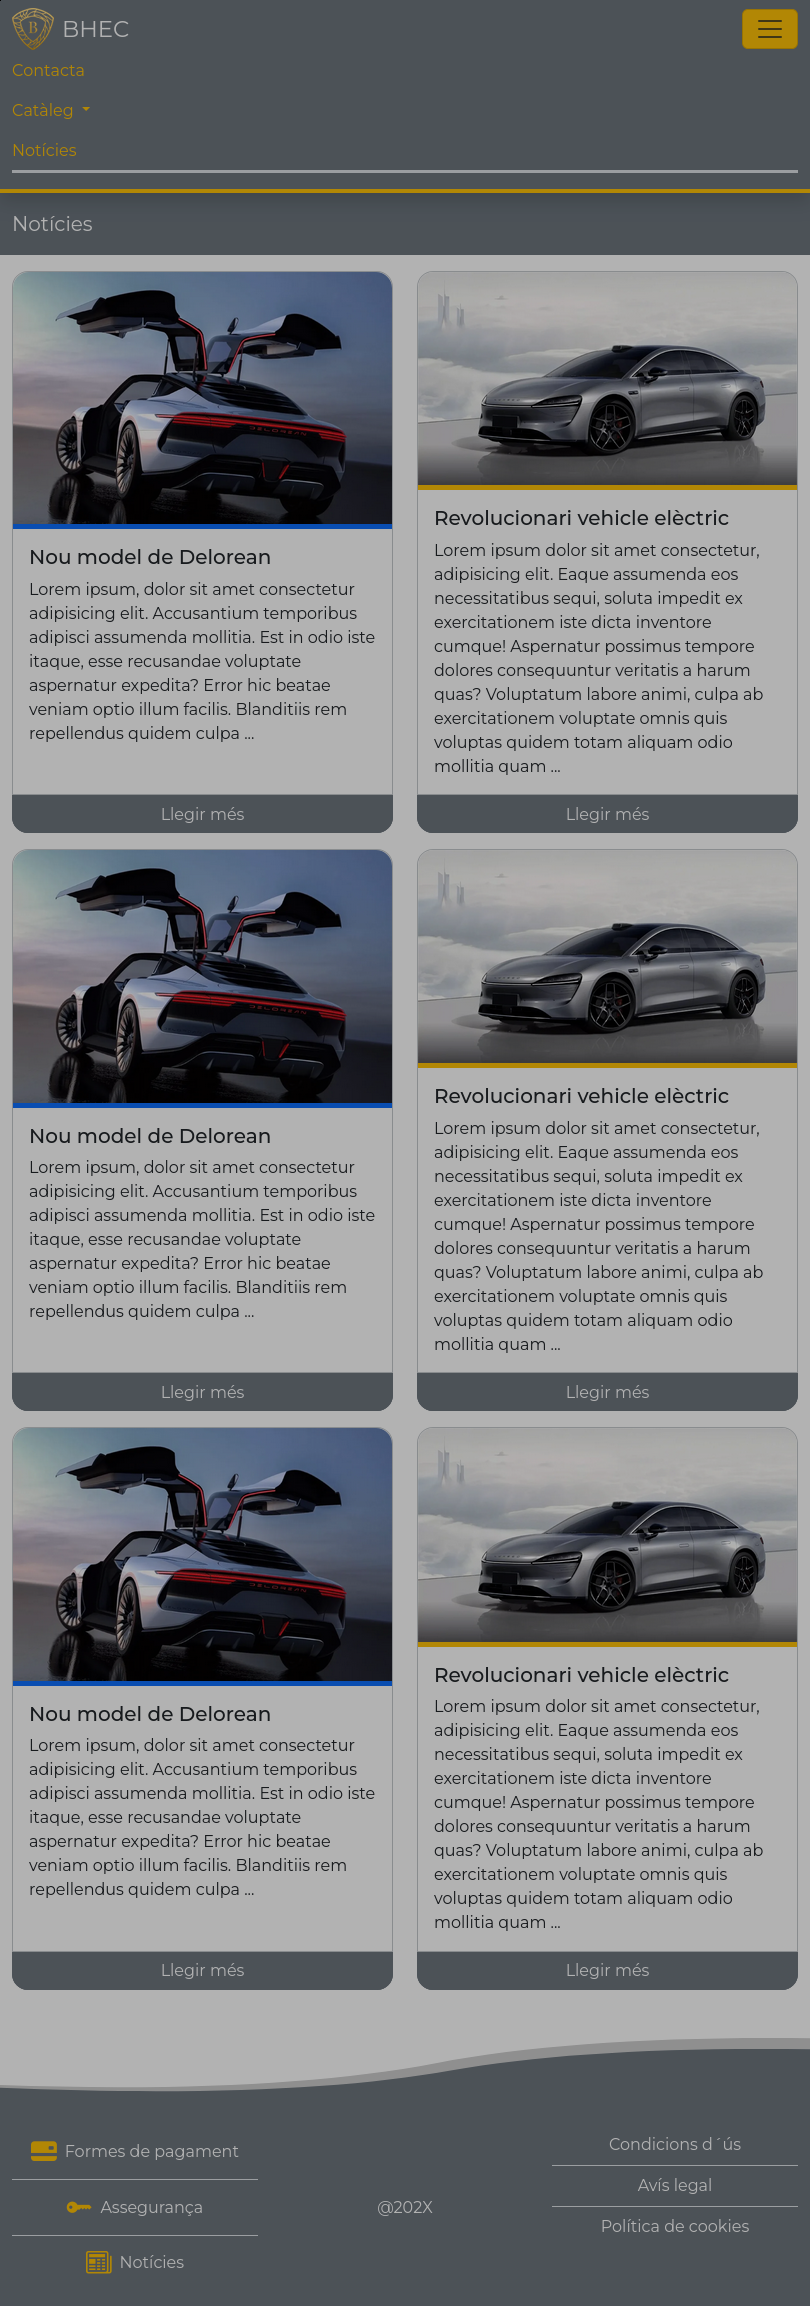 BHEC
Contacta
Catàleg
Notícies
Notícies
Nou model de Delorean
Lorem ipsum, dolor sit amet consectetur
adipisicing elit. Accusantium temporibus
adipisci assumenda mollitia. Est in odio iste
itaque, esse recusandae voluptate
aspernatur expedita? Error hic beatae
veniam optio illum facilis. Blanditiis rem
repellendus quidem culpa ...
Llegir més
Revolucionari vehicle elèctric
Lorem ipsum dolor sit amet consectetur,
adipisicing elit. Eaque assumenda eos
necessitatibus sequi, soluta impedit ex
exercitationem iste dicta inventore
cumque! Aspernatur possimus tempore
dolores consequuntur veritatis a harum
quas? Voluptatum labore animi, culpa ab
exercitationem voluptate omnis quis
voluptas quidem totam aliquam odio
mollitia quam ...
Llegir més
Nou model de Delorean
Lorem ipsum, dolor sit amet consectetur
adipisicing elit. Accusantium temporibus
adipisci assumenda mollitia. Est in odio iste
itaque, esse recusandae voluptate
aspernatur expedita? Error hic beatae
veniam optio illum facilis. Blanditiis rem
repellendus quidem culpa ...
Llegir més
Revolucionari vehicle elèctric
Lorem ipsum dolor sit amet consectetur,
adipisicing elit. Eaque assumenda eos
necessitatibus sequi, soluta impedit ex
exercitationem iste dicta inventore
cumque! Aspernatur possimus tempore
dolores consequuntur veritatis a harum
quas? Voluptatum labore animi, culpa ab
exercitationem voluptate omnis quis
voluptas quidem totam aliquam odio
mollitia quam ...
Llegir més
Nou model de Delorean
Lorem ipsum, dolor sit amet consectetur
adipisicing elit. Accusantium temporibus
adipisci assumenda mollitia. Est in odio iste
itaque, esse recusandae voluptate
aspernatur expedita? Error hic beatae
veniam optio illum facilis. Blanditiis rem
repellendus quidem culpa ...
Llegir més
Revolucionari vehicle elèctric
Lorem ipsum dolor sit amet consectetur,
adipisicing elit. Eaque assumenda eos
necessitatibus sequi, soluta impedit ex
exercitationem iste dicta inventore
cumque! Aspernatur possimus tempore
dolores consequuntur veritatis a harum
quas? Voluptatum labore animi, culpa ab
exercitationem voluptate omnis quis
voluptas quidem totam aliquam odio
mollitia quam ...
Llegir més
Formes de pagament
Assegurança
Notícies
@202X
Condicions d´ús
Avís legal
Política de cookies